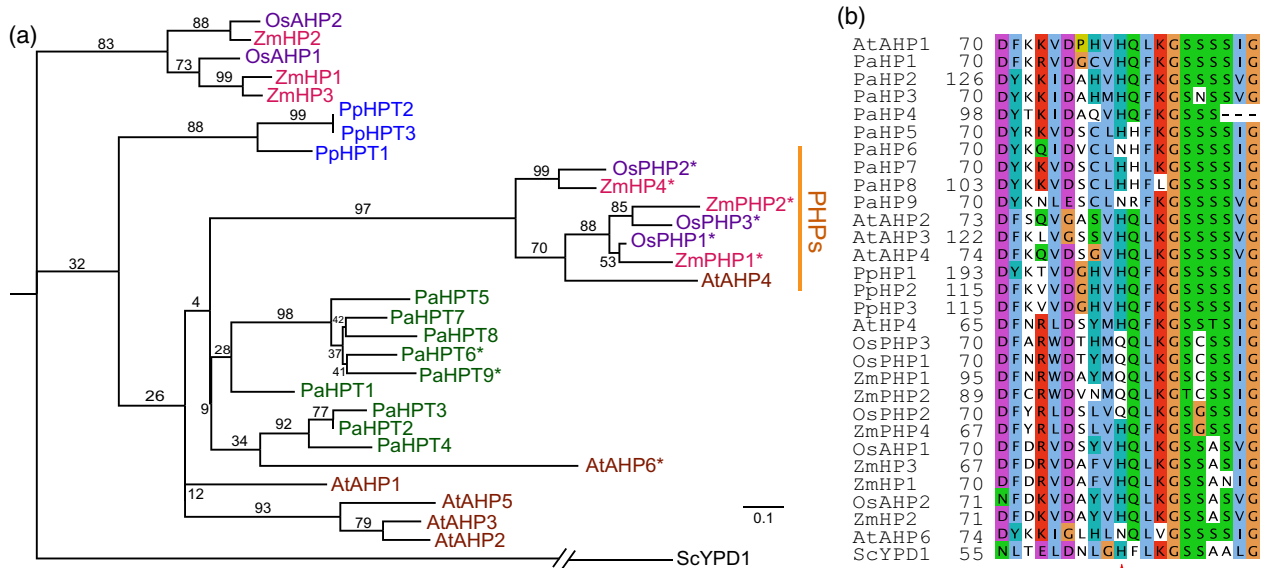 (a)
83
88
OsAHP2
ZmHP2
73
OsAHP1
99
ZmHP1
ZmHP3
32
88
99
PpHPT2
PpHPT3
PpHPT1
97
99
OsPHP2*
ZmHP4*
70
88
85
ZmPHP2*
OsPHP3*
53
OsPHP1*
ZmPHP1*
AtAHP4
PHPs
26
4
9
28
98
PaHPT5
42
PaHPT7
PaHPT8
37
PaHPT6*
41
PaHPT9*
PaHPT1
34
92
77
PaHPT3
PaHPT2
PaHPT4
AtAHP6*
12
AtAHP1
93
AtAHP5
79
AtAHP3
AtAHP2
0.1
ScYPD1
(b)
AtAHP1 70 DFKKVDPHVHQLKGSSSSIG
PaHP1 70 DFKRVDGCVHQFKGSSSSVG
PaHP2 126 DYKKIDAHVHQFKGSSSSIG
PaHP3 70 DYKKIDAHMHQFKGSNSSVG
PaHP4 98 DYTKIDAQVHQFKGSSS---
PaHP5 70 DYRKVDSCLHHFKGSSSSIG
PaHP6 70 DYKQIDVCLNHFKGSSSSIG
PaHP7 70 DYKKVDSCLHHLKGSSSSIG
PaHP8 103 DYKKVDSCLHHFLGSSSSIG
PaHP9 70 DYKNLESCLNRFKGSSSSVG
AtAHP2 73 DFSQVGASVHQLKGSSSSVG
AtAHP3 122 DFKLVGSSVHQLKGSSSSVG
AtAHP4 74 DFKQVDSGVHQLKGSSSSVG
PpHP1 193 DYKTVDGHVHQLKGSSSSIG
PpHP2 115 DFKVVDGHVHQLKGSSSSIG
PpHP3 115 DFKVVDGHVHQLKGSSSSIG
AtHP4 65 DFNRLDSYMHQFKGSSTSIG
OsPHP3 70 DFARWDTHMQQLKGSCSSIG
OsPHP1 70 DFNRWDTYMQQLKGSCSSIG
ZmPHP1 95 DFNRWDAYMQQLKGSCSSIG
ZmPHP2 89 DFCRWDVNMQQLKGTCSSIG
OsPHP2 70 DFYRLDSLVQQLKGSGSSIG
ZmPHP4 67 DFYRLDSLVHQFKGSGSSIG
OsAHP1 70 DFDRVDSYVHQLKGSSASVG
ZmHP3 67 DFDRVDAFVHQLKGSSASIG
ZmHP1 70 DFDRVDAFVHQLKGSSANIG
OsAHP2 71 NFDKVDAYVHQLKGSSASVG
ZmHP2 71 DFDKVDAYVHQLKGSSASVG
AtAHP6 74 DYKKIGLHLNQLVGSSSSIG
ScYPD1 55 NLTELDNLGHFLKGSSAALG